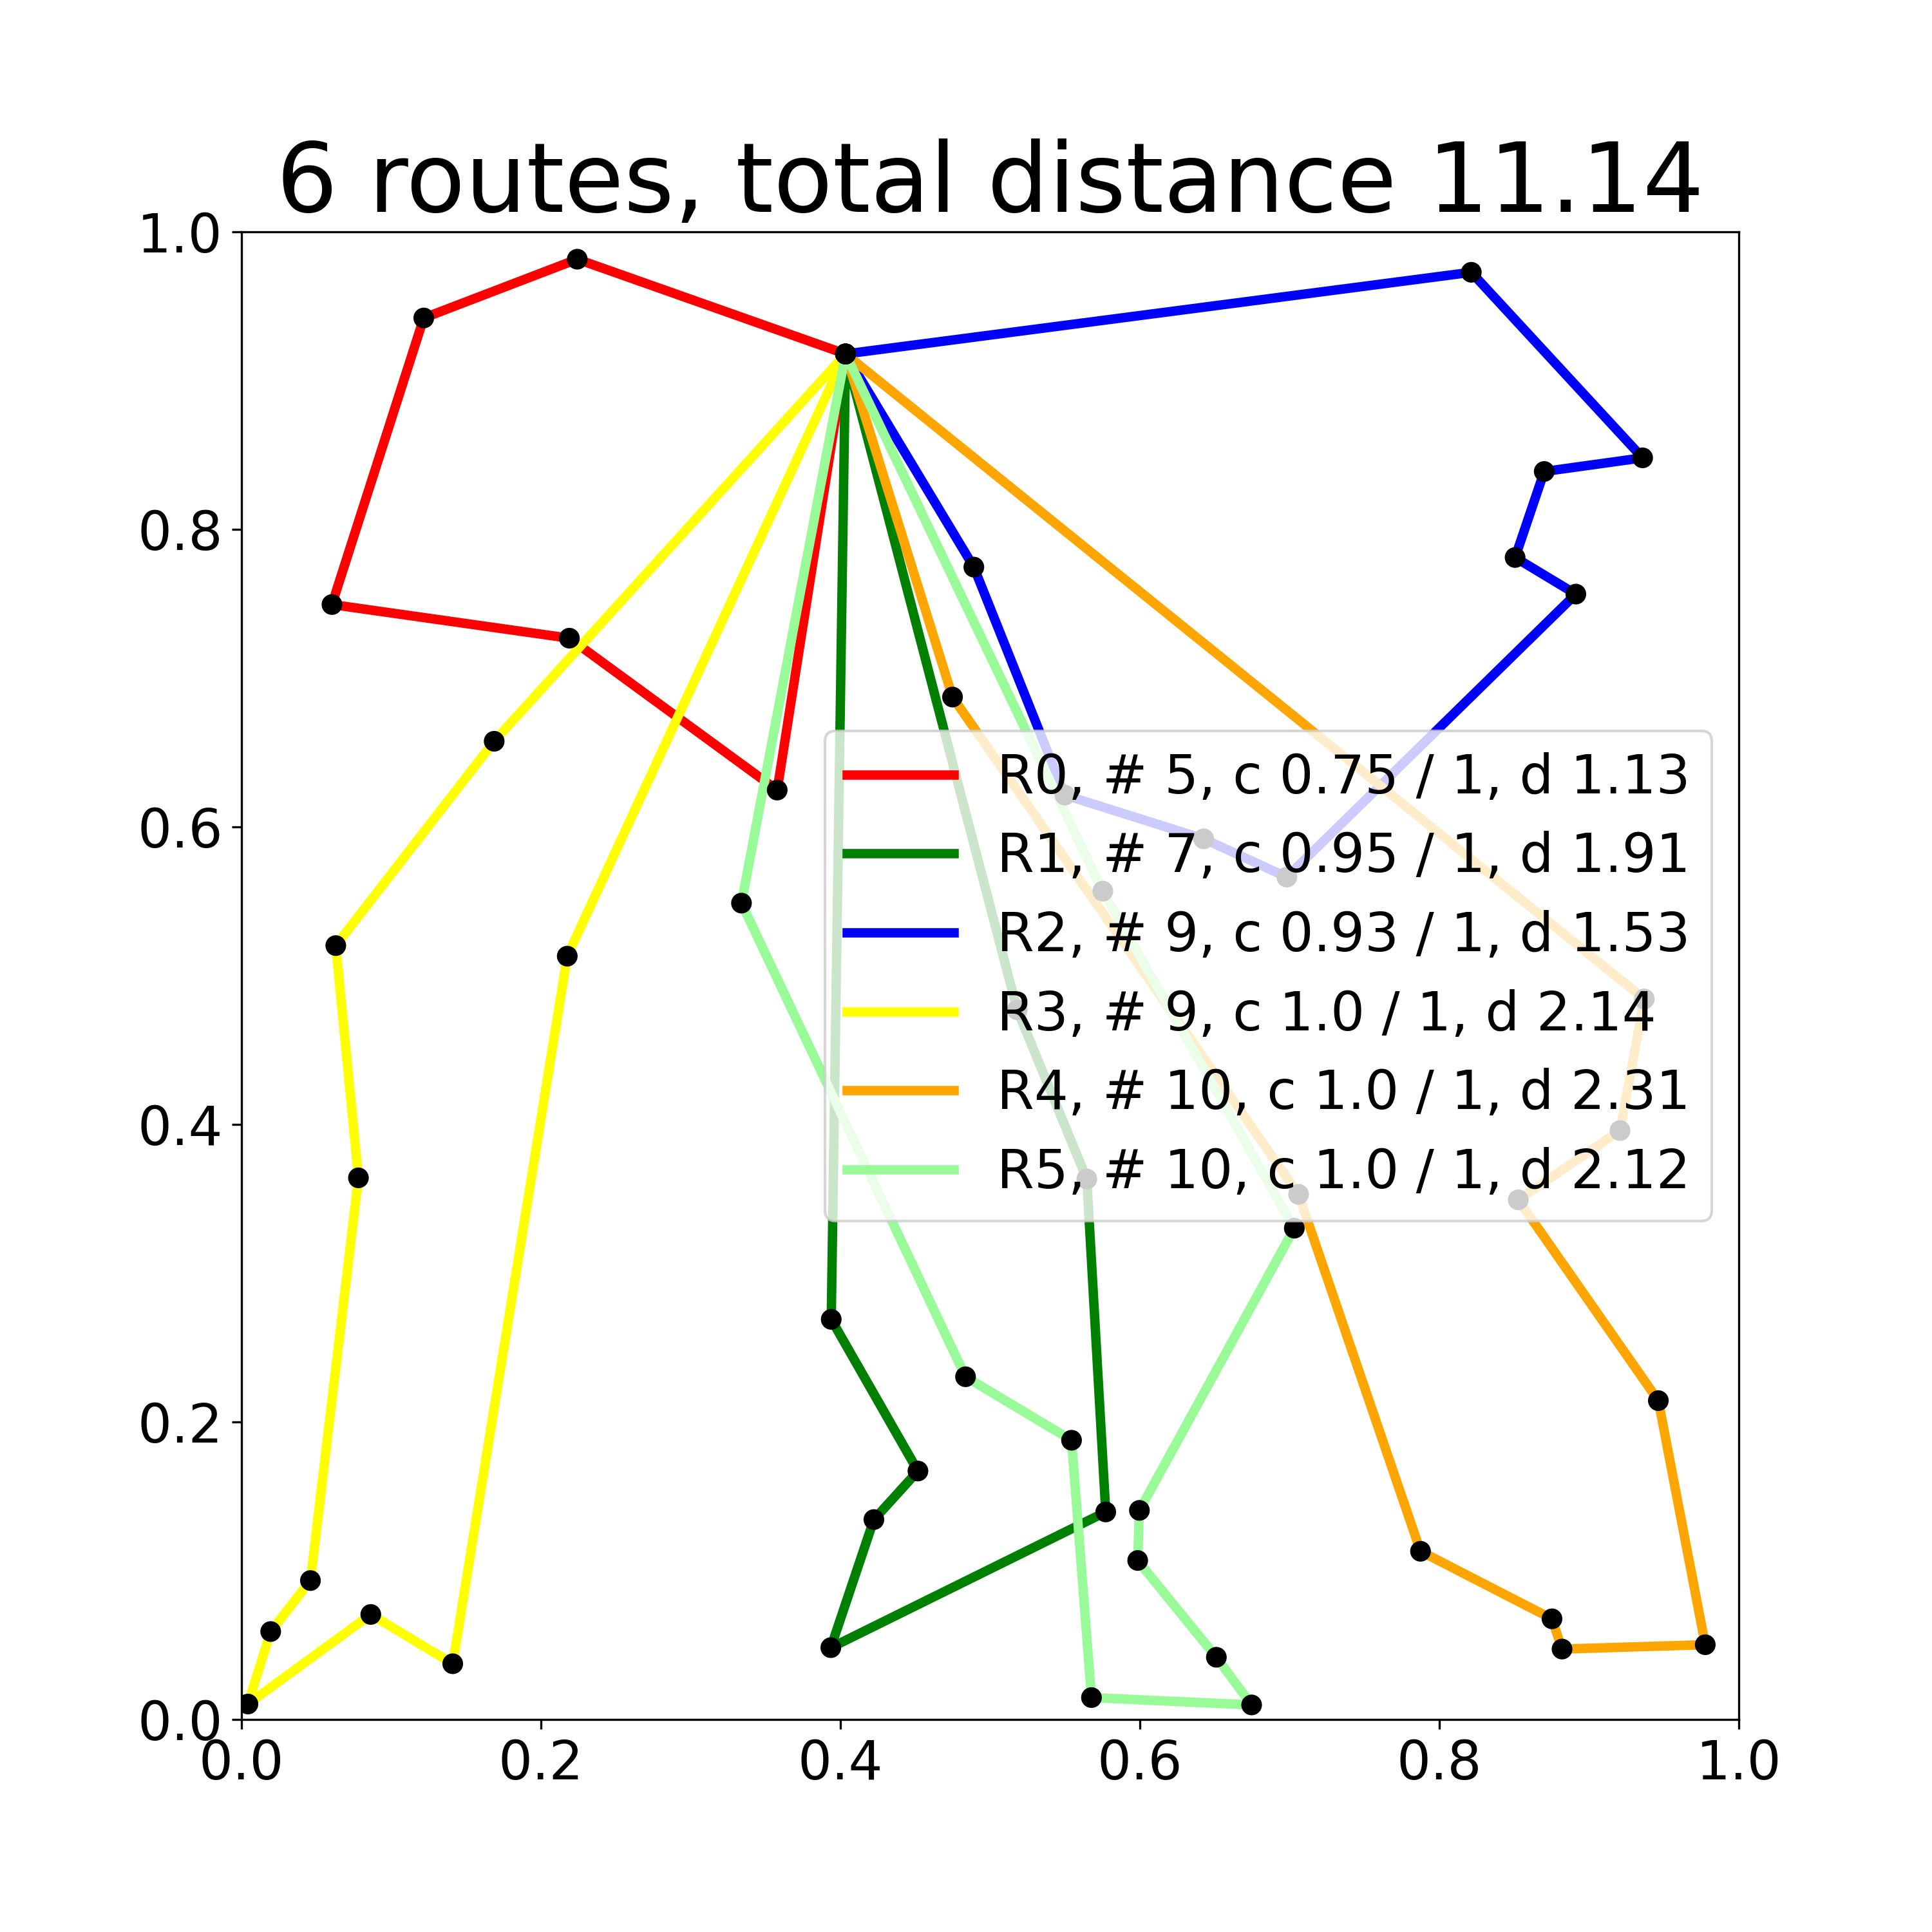 6 routes, total distance 11.14
1.0
0.8
0.6
0.4
0.2
0.0
R0, # 5, c 0.75 / 1, d 1.13
R1, # 7, c 0.95 / 1, d 1.91
R2, # 9, c 0.93 / 1, d 1.53
R3, # 9, c 1.0 / 1, d 2.14
R4, # 10, c 1.0 / 1, d 2.31
R5, # 10, c 1.0 / 1, d 2.12
0.0 0.2 0.4 0.6 0.8 1.0